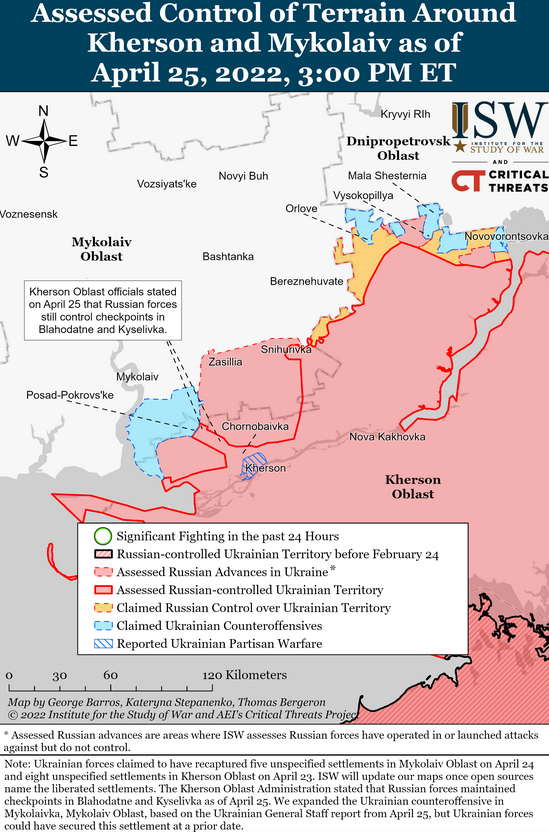 Assessed Control of Terrain Around
Kherson and Mykolaiv as of
April 25, 2022, 3:00 PM ET
N
W E
S
Kryvyi RIh
ISW
INSTITUTE FOR THE
STUDY OF WAR
AND
CT CRITICAL
THREATS
Dnipropetrovsk
Oblast
Mala Shesternia
Novyi Buh
Vozsiyats'ke
Vysokopillya
Orlove
Voznesensk
Novovorontsovka
Mykolaiv
Oblast
Bashtanka
Bereznehuvate
Kherson Oblast officials stated
on April 25 that Russian forces
still control checkpoints in
Blahodatne and Kyselivka.
Snihurivka
Zasillia
Mykolaiv
Posad-Pokrovs'ke
Chornobaivka
Nova Kakhovka
Kherson
Kherson
Oblast
Significant Fighting in the past 24 Hours
Russian-controlled Ukrainian Territory before February 24
Assessed Russian Advances in Ukraine*
Assessed Russian-controlled Ukrainian Territory
Claimed Russian Control over Ukrainian Territory
Claimed Ukrainian Counteroffensives
Reported Ukrainian Partisan Warfare
0 30 60 120 Kilometers
Map by George Barros, Kateryna Stepanenko, Thomas Bergeron
© 2022 Institute for the Study of War and AEI's Critical Threats Project
* Assessed Russian advances are areas where ISW assesses Russian forces have operated in or launched attacks
against but do not control.
Note: Ukrainian forces claimed to have recaptured five unspecified settlements in Mykolaiv Oblast on April 24
and eight unspecified settlements in Kherson Oblast on April 23. ISW will update our maps once open sources
name the liberated settlements. The Kherson Oblast Administration stated that Russian forces maintained
checkpoints in Blahodatne and Kyselivka as of April 25. We expanded the Ukrainian counteroffensive in
Mykolaivka, Mykolaiv Oblast, based on the Ukrainian General Staff report from April 25, but Ukrainian forces
could have secured this settlement at a prior date.